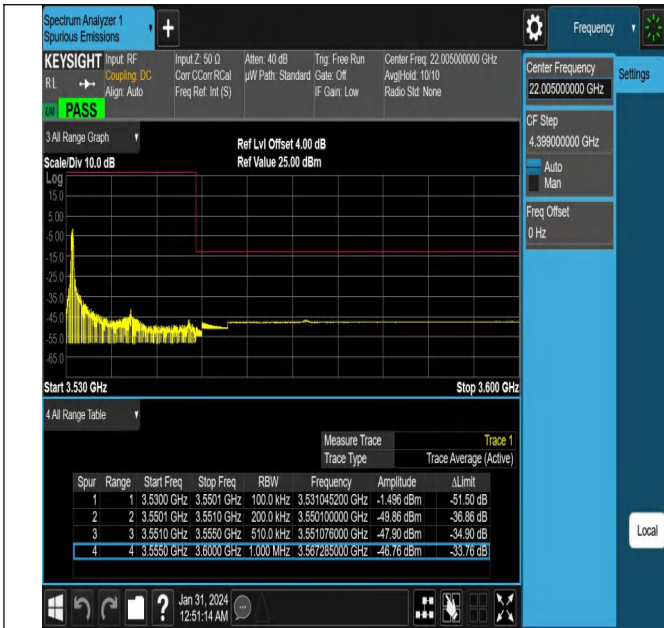 Spectrum Analyzer 1
Spurious Emissions
Frequency
KEYSIGHT
RL
Input: RF
Coupling: DC
Align: Auto
Input Z: 50 Ω
Corr CCorr RCal
Freq Ref: Int (S)
Atten: 40 dB
µW Path: Standard
Trig: Free Run
Gate: Off
IF Gain: Low
Center Freq: 22.005000000 GHz
Avg|Hold: 10/10
Radio Std: None
PASS
3 All Range Graph
Scale/Div 10.0 dB
Ref Lvl Offset 4.00 dB
Ref Value 25.00 dBm
Log
15.0
5.00
-5.00
-15.0
-25.0
-35.0
-45.0
-55.0
-65.0
Start 3.530 GHz
Stop 3.600 GHz
4 All Range Table
Measure Trace Trace 1
Trace Type Trace Average (Active)
Spur Range Start Freq Stop Freq RBW Frequency Amplitude ΔLimit
1 1 3.5300 GHz 3.5501 GHz 100.0 kHz 3.531045200 GHz -1.496 dBm -51.50 dB
2 2 3.5501 GHz 3.5510 GHz 200.0 kHz 3.550100000 GHz -49.86 dBm -36.86 dB
3 3 3.5510 GHz 3.5550 GHz 510.0 kHz 3.551076000 GHz -47.90 dBm -34.90 dB
4 4 3.5550 GHz 3.6000 GHz 1.000 MHz 3.567285000 GHz -46.76 dBm -33.76 dB
Center Frequency
22.005000000 GHz
Settings
CF Step
4.399000000 GHz
Auto
Man
Freq Offset
0 Hz
Local
Jan 31, 2024
12:51:14 AM